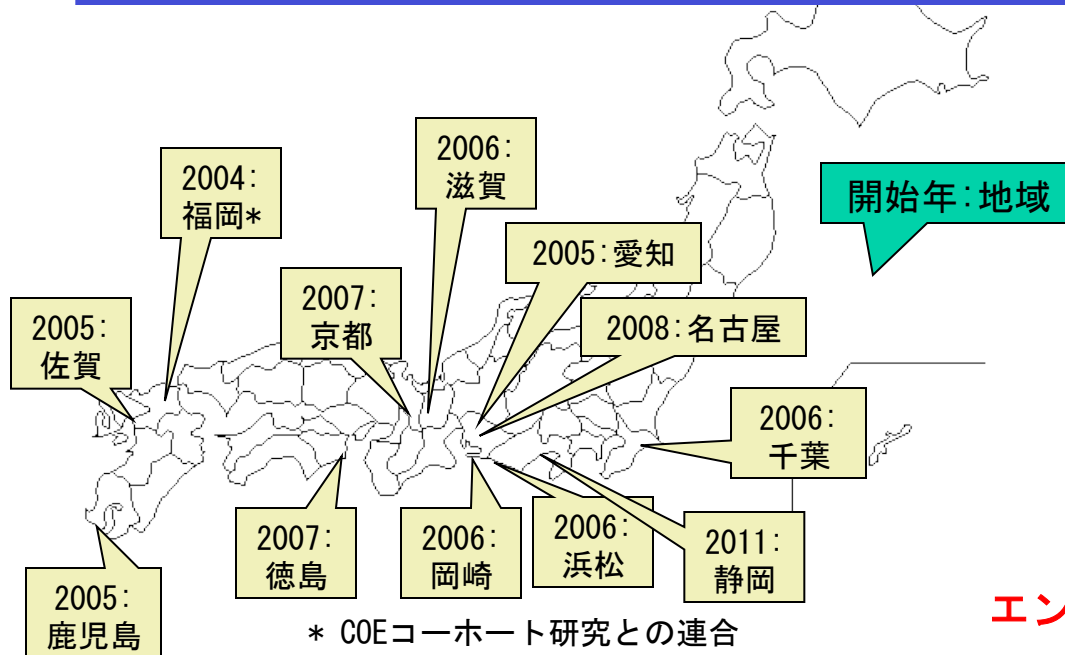 2004:
福岡*
2006:
滋賀
開始年:地域
2005:愛知
2007:
京都
2008:名古屋
2005:
佐賀
2006:
千葉
2007:
徳島
2006:
岡崎
2006:
浜松
2011:
静岡
2005:
鹿児島
* COEコーホート研究との連合
エン